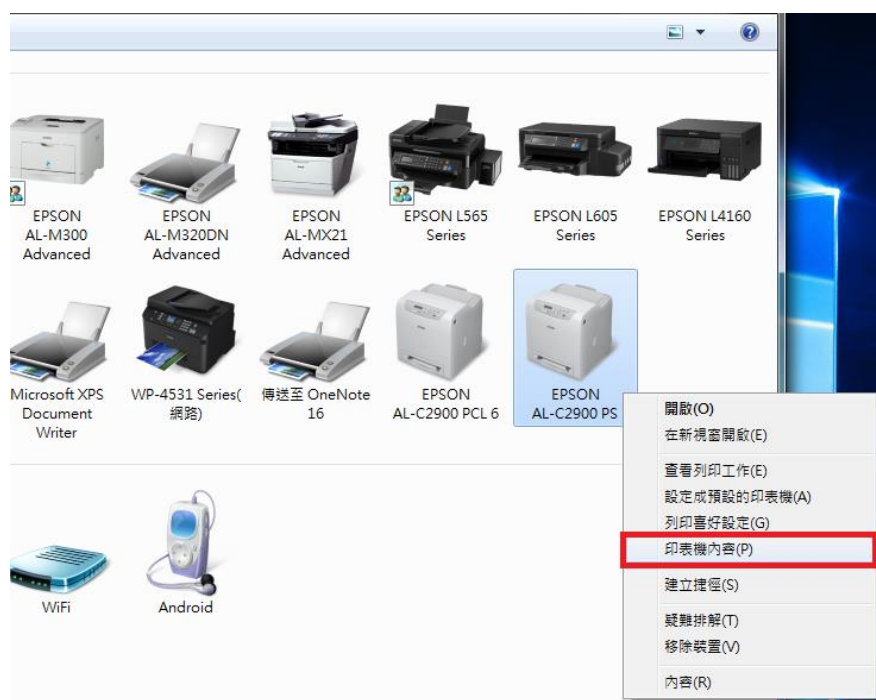 EPSON
AL-M300
Advanced
EPSON
AL-M320DN
Advanced
EPSON
AL-MX21
Advanced
EPSON L565
Series
EPSON L605
Series
EPSON L4160
Series
Microsoft XPS
Document
Writer
WP-4531 Series(
網路)
傳送至 OneNote
16
EPSON
AL-C2900 PCL 6
EPSON
AL-C2900 PS
開啟(O)
在新視窗開啟(E)
查看列印工作(E)
設定成預設的印表機(A)
列印喜好設定(G)
印表機內容(P)
建立捷徑(S)
疑難排解(T)
移除裝置(V)
內容(R)
WiFi
Android